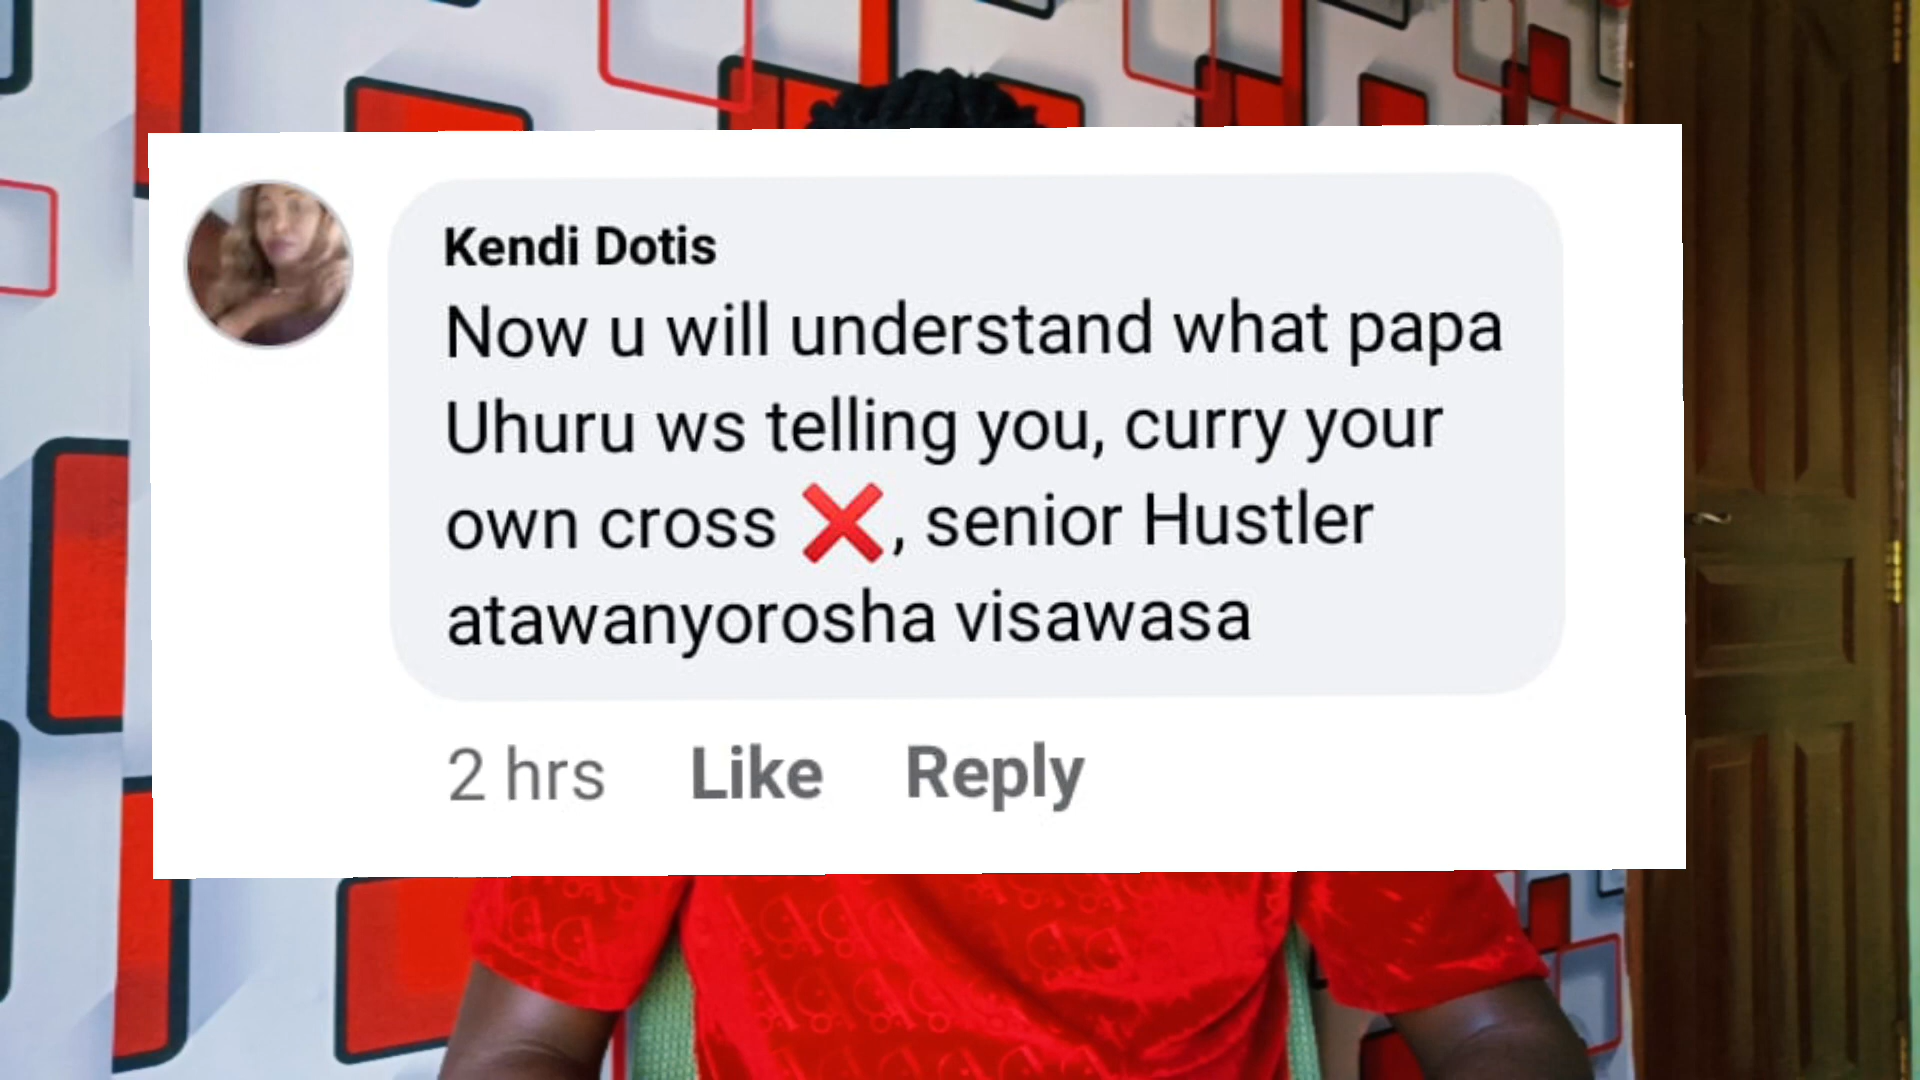 Kendi Dotis
Now u will understand what papa
Uhuru ws telling you, curry your
own cross ❌, senior Hustler
atawanyorosha visawasa
2 hrs Like Reply